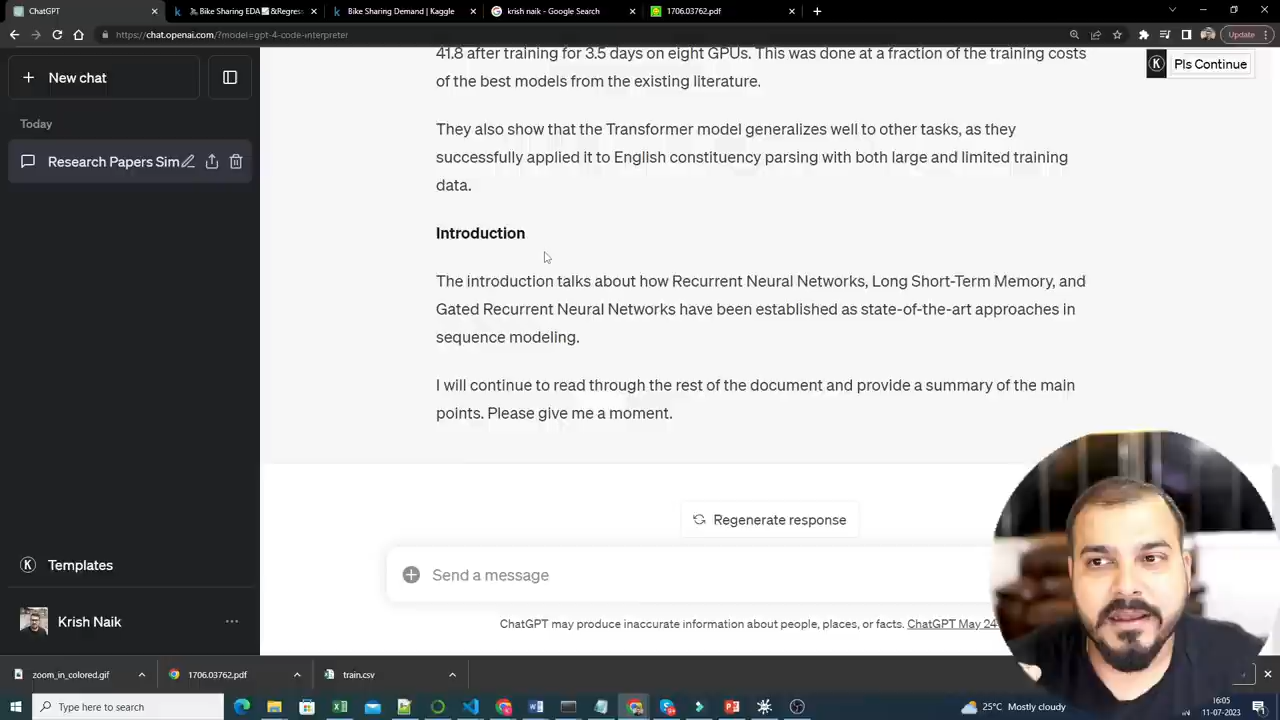 ChatGPT
Bike Sharing EDA &Regres
Bike Sharing Demand | Kaggle
krish naik - Google Search
1706.03762.pdf
https://chat.openai.com/?model=gpt-4-code-interpreter
Update
New chat
Pls Continue
Today
Research Papers Sim
41.8 after training for 3.5 days on eight GPUs. This was done at a fraction of the training costs
of the best models from the existing literature.
They also show that the Transformer model generalizes well to other tasks, as they
successfully applied it to English constituency parsing with both large and limited training
data.
Introduction
The introduction talks about how Recurrent Neural Networks, Long Short-Term Memory, and
Gated Recurrent Neural Networks have been established as state-of-the-art approaches in
sequence modeling.
I will continue to read through the rest of the document and provide a summary of the main
points. Please give me a moment.
Regenerate response
Send a message
ChatGPT may produce inaccurate information about people, places, or facts. ChatGPT May 24
Templates
Krish Naik
zoom_in_colored.gif
1706.03762.pdf
train.csv
Type here to search
25°C Mostly cloudy
16:05
11-07-2023